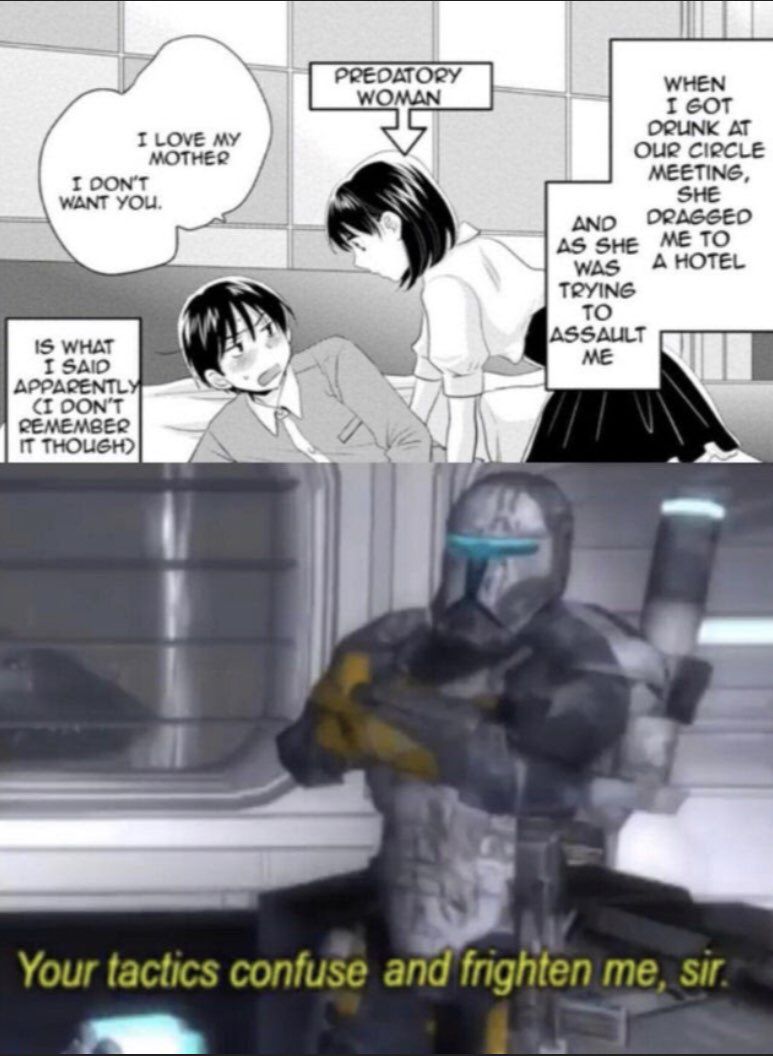 WHEN
I GOT
DRUNK AT
OUR CIRCLE
MEETING,
SHE
DRAGGED
ME TO
A HOTEL
AND
AS SHE
WAS
TRYING
TO
ASSAULT
ME
PREDATORY
WOMAN
I LOVE MY
MOTHER
I DON'T
WANT YOU.
IS WHAT
I SAID
APPARENTLY
(I DON'T
REMEMBER
IT THOUGH)
Your tactics confuse and frighten me, sir.